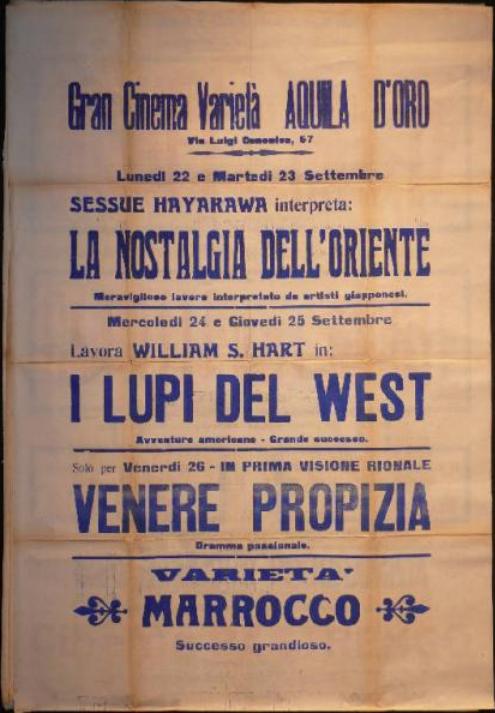 Gran Cinema Varietà AQUILA D'ORO
Via Luigi Canonica, 67
Lunedì 22 e Martedì 23 Settembre
SESSUE HAYAKAWA interpreta:
LA NOSTALGIA DELL'ORIENTE
Meraviglioso lavoro interpretato da artisti giapponesi.
Mercoledì 24 e Giovedì 25 Settembre
Lavora WILLIAM S. HART in:
I LUPI DEL WEST
Avventure americane - Grande successo.
Solo per Venerdì 26 - IN PRIMA VISIONE RIONALE
VENERE PROPIZIA
Dramma passionale.
VARIETA'
MARROCCO
Successo grandioso.